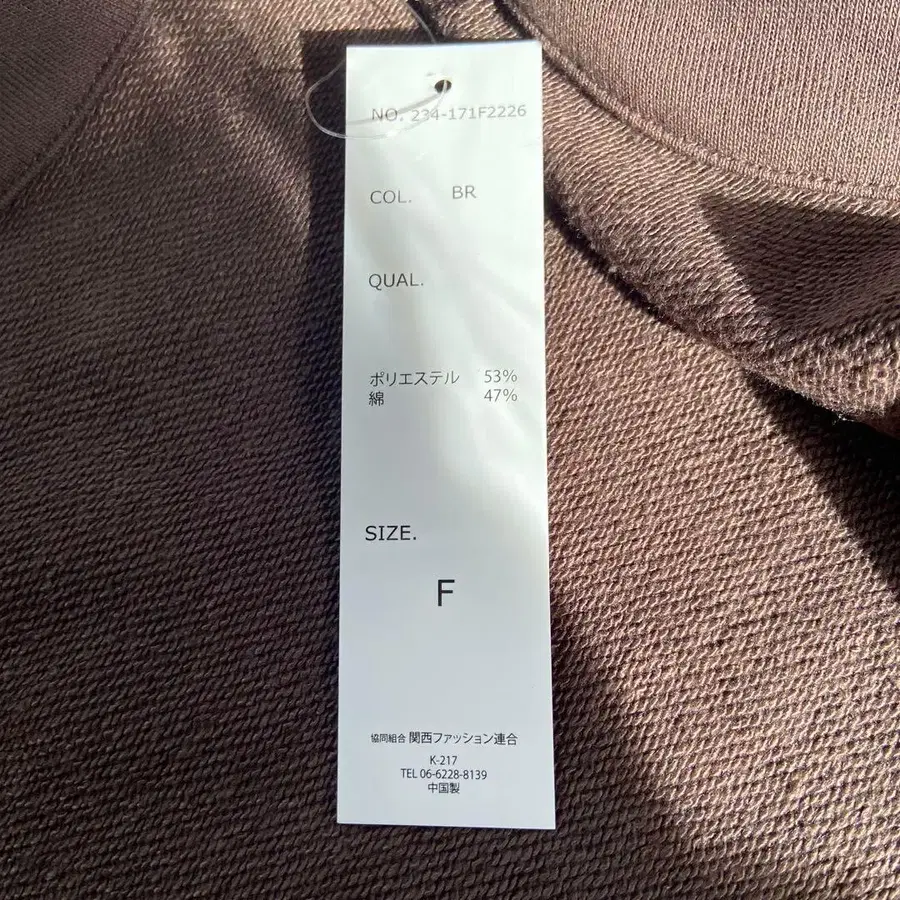 NO. 234-171F2226
COL. BR
QUAL.
ポリエステル 53%
綿 47%
SIZE.
F
協同組合 関西ファッション連合
K-217
TEL 06-6228-8139
中国製